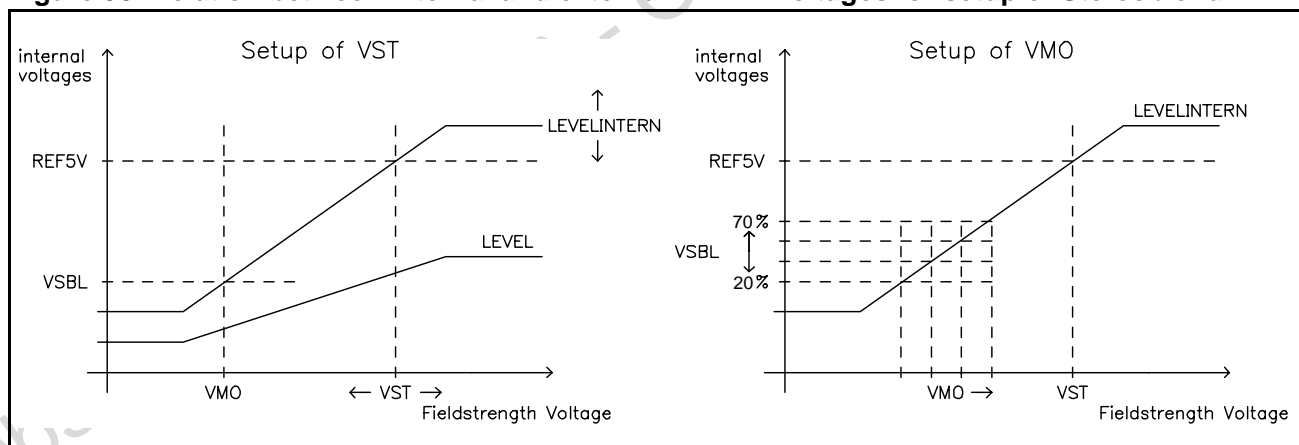 Setup of VST
internal
voltages
LEVELINTERN
REF5V
LEVEL
VSBL
VMO
← VST →
Fieldstrength Voltage
Setup of VMO
internal
voltages
LEVELINTERN
REF5V
70%
VSBL
20%
VMO →
VST
Fieldstrength Voltage